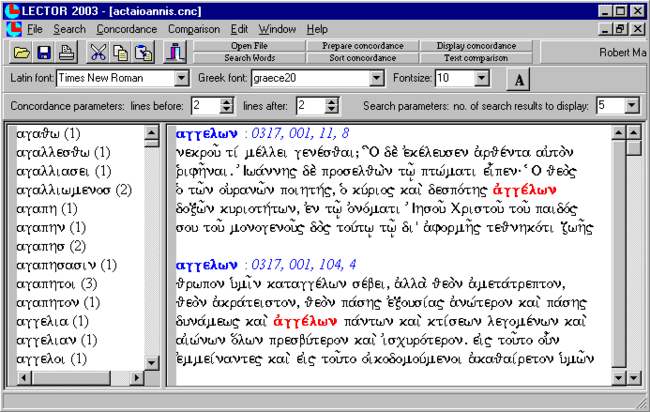 LECTOR 2003 - [actaioannis.cnc]
File Search Concordance Comparison Edit Window Help
Open File Prepare concordance Display concordance
Search Words Sort concordance Text comparison
Robert Ma
Latin font: Times New Roman Greek font: graece20 Fontsize: 10 A
Concordance parameters: lines before: 2 lines after: 2 Search parameters: no. of search results to display: 5
αγαθω (1)
αγαλλεσθω (1)
αγαλλιασει (1)
αγαλλιωμενοσ (2)
αγαπη (1)
αγαπην (1)
αγαπησ (2)
αγαπησασιν (1)
αγαπητοι (3)
αγαπητον (1)
αγγελια (1)
αγγελιαν (1)
αγγελοι (1)
αγγελων : 0317, 001, 11, 8
νεκροῦ τί μέλλει γενέσθαι; Ὁ δὲ ἐκέλευσεν ἀρθέντα αὐτὸν
ῥιφῆναι. Ἰωάννης δὲ προσελθὼν τῷ πτώματι εἶπεν· Ὁ θεὸς
ὁ τῶν οὐρανῶν ποιητής, ὁ κύριος καὶ δεσπότης ἀγγέλων
δοξῶν κυριοτήτων, ἐν τῷ ὀνόματι Ἰησοῦ Χριστοῦ τοῦ παιδός
σου τοῦ μονογενοῦς δὸς τούτῳ τῷ δι' ἀφορμῆς τεθνηκότι ζωῆς
αγγελων : 0317, 001, 104, 4
θρωπον ὑμῖν καταγγέλων σέβει, ἀλλὰ θεὸν ἀμετάτρεπτον,
θεὸν ἀκράτειστον, θεὸν πάσης ἐξουσίας ἀνώτερον καὶ πάσης
δυνάμεως καὶ ἀγγέλων πάντων καὶ κτίσεων λεγομένων καὶ
αἰώνων ὅλων πρεσβύτερον καὶ ἰσχυρότερον. εἰς τοῦτο οὖν
ἐμμείναντες καὶ εἰς τοῦτο οἰκοδομούμενοι ἀκαθαίρετον ὑμῶν